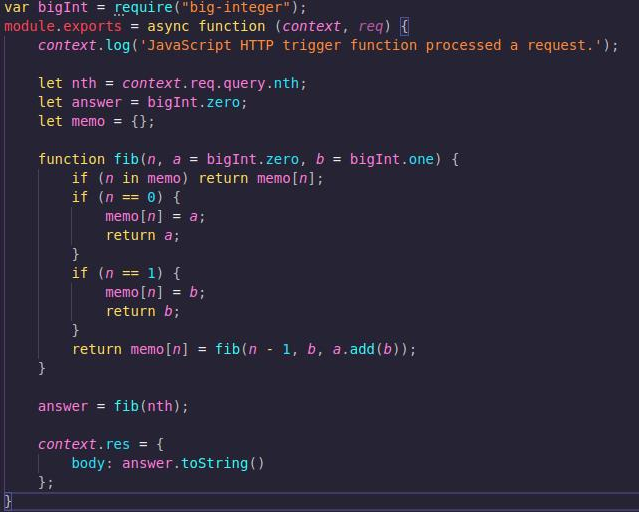 var bigInt = require("big-integer");
module.exports = async function (context, req) {
    context.log('JavaScript HTTP trigger function processed a request.');

    let nth = context.req.query.nth;
    let answer = bigInt.zero;
    let memo = {};

    function fib(n, a = bigInt.zero, b = bigInt.one) {
        if (n in memo) return memo[n];
        if (n == 0) {
            memo[n] = a;
            return a;
        }
        if (n == 1) {
            memo[n] = b;
            return b;
        }
        return memo[n] = fib(n - 1, b, a.add(b));
    }

    answer = fib(nth);

    context.res = {
        body: answer.toString()
    };
}